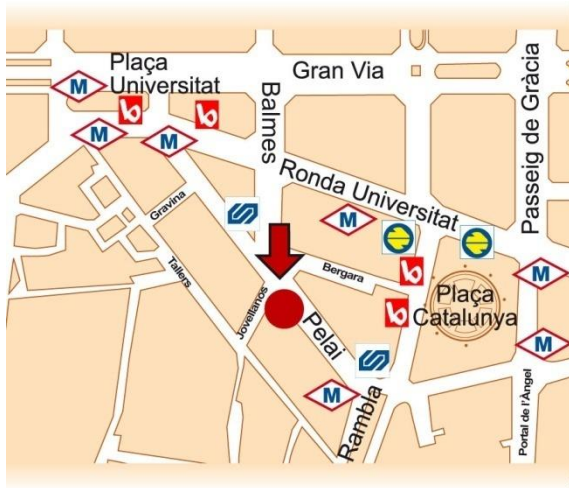 Plaça
Universitat
Gran Via
Balmes
Passeig de Gràcia
M
b
b
M
M
Ronda Universitat
Gravina
M
Tallers
Bergara
b
M
Plaça
Catalunya
Jovellanos
Pelai
b
M
M
Rambla
Portal de l'Àngel